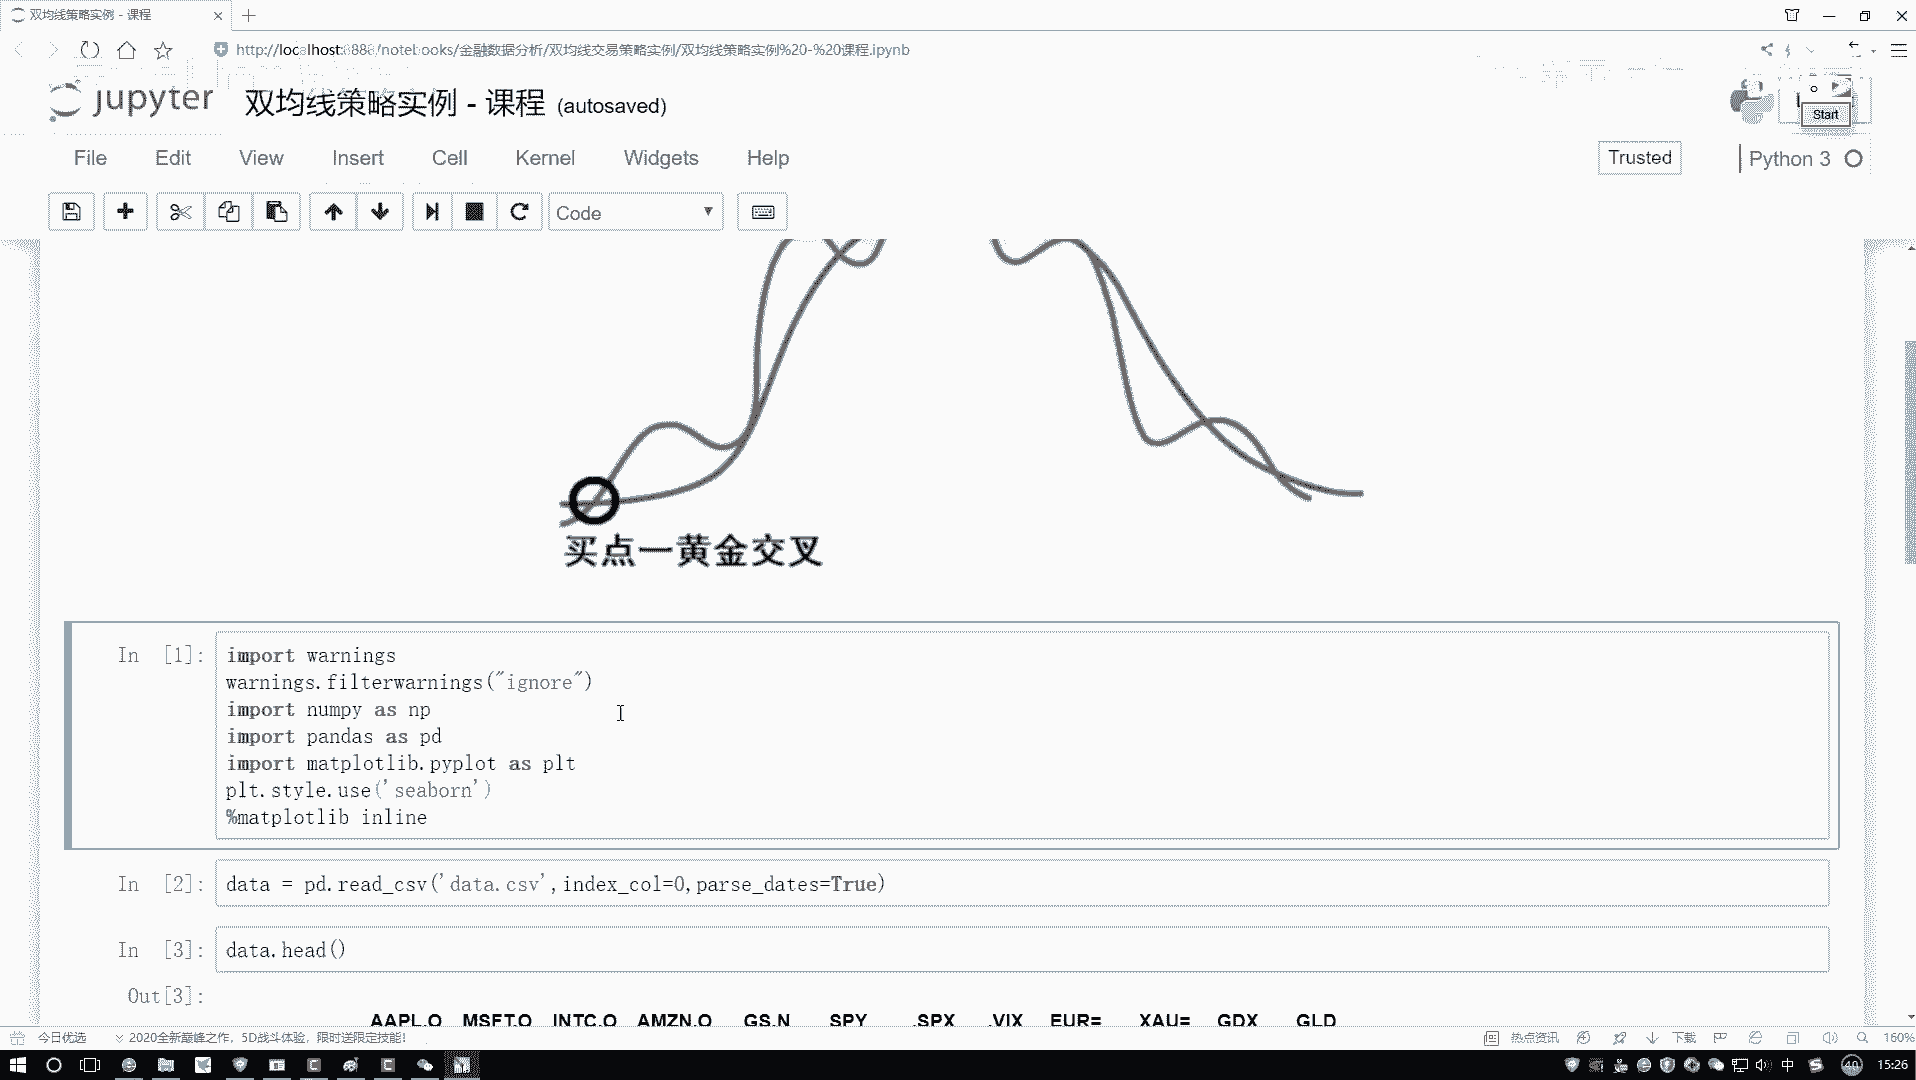 双均线策略实例 - 课程
http://localhost:8888/notebooks/金融数据分析/双均线交易策略实例/双均线策略实例%20-%20课程.ipynb
jupyter 双均线策略实例 - 课程 (autosaved)
Start
File Edit View Insert Cell Kernel Widgets Help
Trusted Python 3
Code
买点一黄金交叉
In [1]: import warnings
warnings.filterwarnings("ignore")
import numpy as np
import pandas as pd
import matplotlib.pyplot as plt
plt.style.use('seaborn')
%matplotlib inline
In [2]: data = pd.read_csv('data.csv',index_col=0,parse_dates=True)
In [3]: data.head()
Out[3]:
AAPL.O MSFT.O INTC.O AMZN.O GS.N SPY .SPX .VIX EUR= XAU= GDX GLD
今日优选 2020全新巅峰之作，5D战斗体验，限时送限定技能! 热点资讯 下载 160%
中 40 15:26